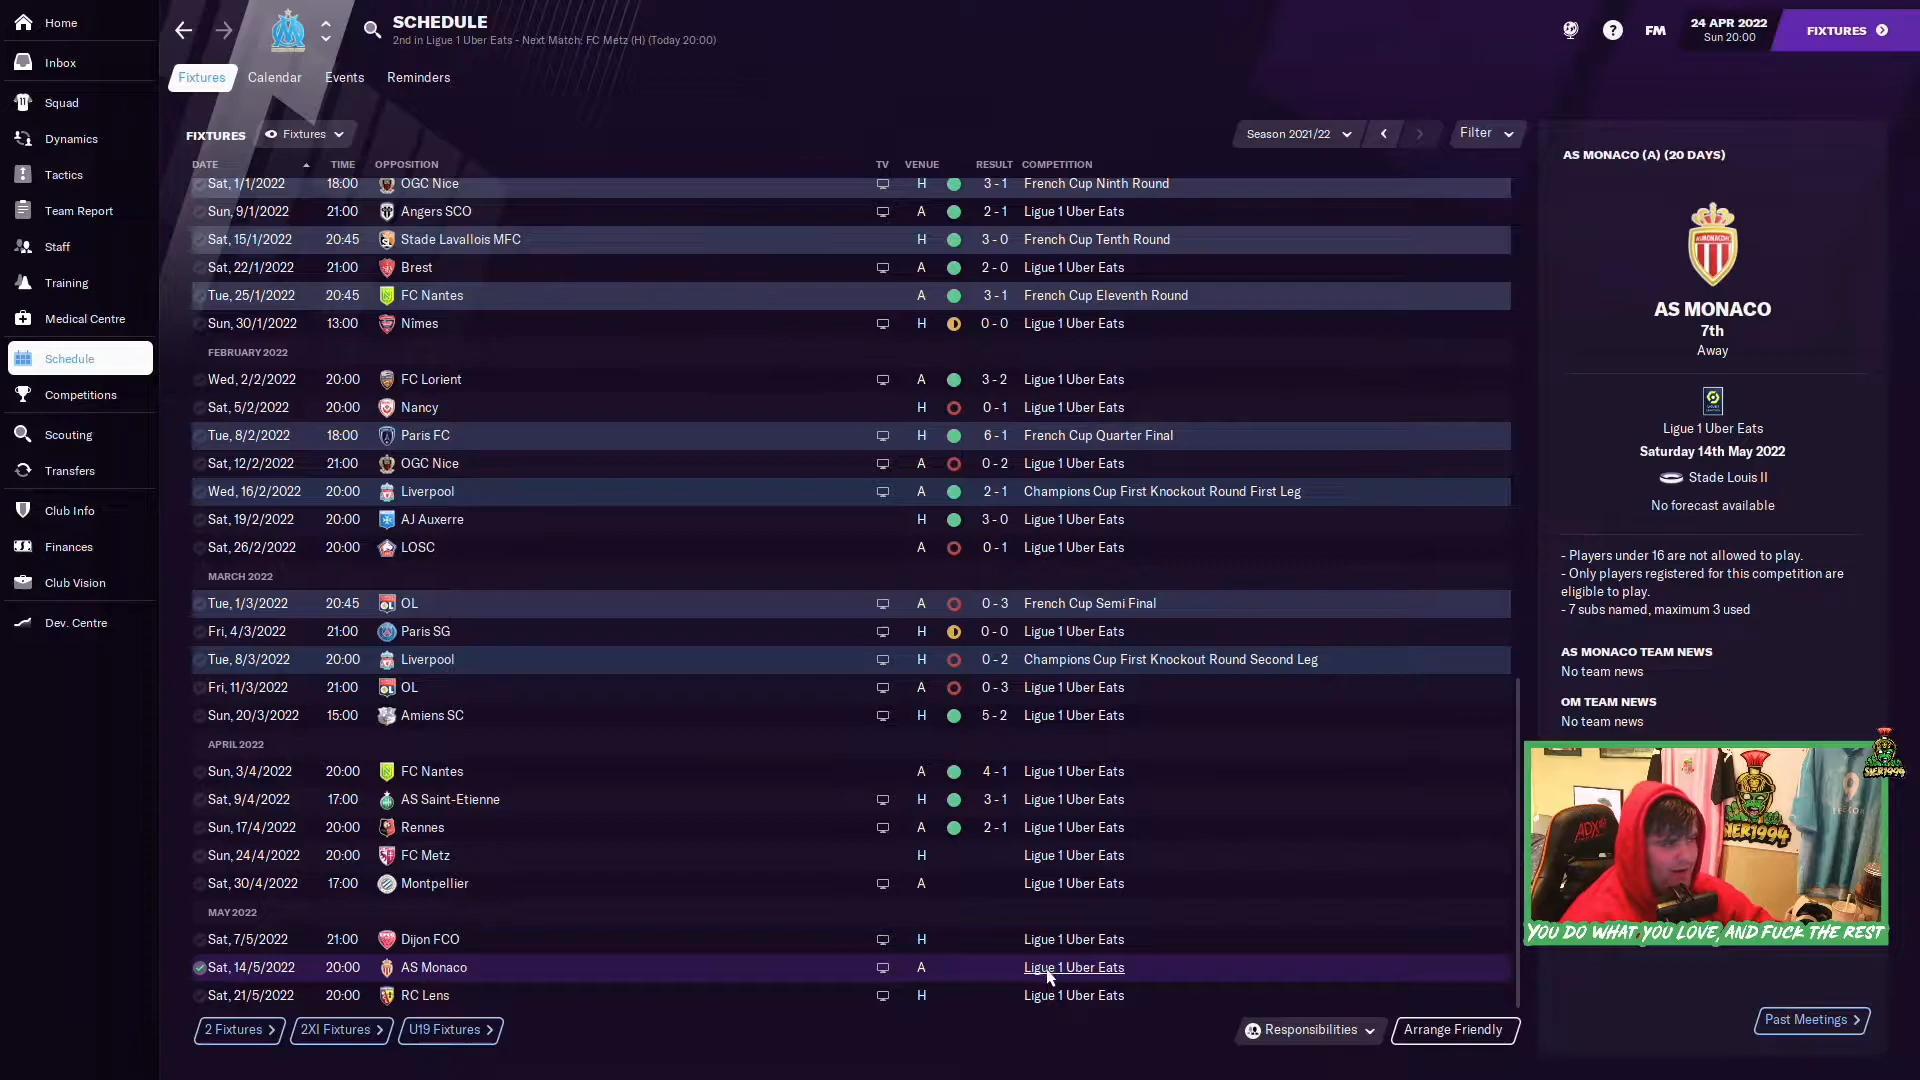 Home
Inbox
Squad
Dynamics
Tactics
Team Report
Staff
Training
Medical Centre
Schedule
Competitions
Scouting
Transfers
Club Info
Finances
Club Vision
Dev. Centre
SCHEDULE
2nd in Ligue 1 Uber Eats - Next Match: FC Metz (H) (Today 20:00)
FM
24 APR 2022
Sun 20:00
FIXTURES
Fixtures Calendar Events Reminders
FIXTURES Fixtures Season 2021/22 Filter
DATE TIME OPPOSITION TV VENUE RESULT COMPETITION
Sat, 1/1/2022 18:00 OGC Nice H 3 - 1 French Cup Ninth Round
Sun, 9/1/2022 21:00 Angers SCO A 2 - 1 Ligue 1 Uber Eats
Sat, 15/1/2022 20:45 Stade Lavallois MFC H 3 - 0 French Cup Tenth Round
Sat, 22/1/2022 21:00 Brest A 2 - 0 Ligue 1 Uber Eats
Tue, 25/1/2022 20:45 FC Nantes A 3 - 1 French Cup Eleventh Round
Sun, 30/1/2022 13:00 Nîmes H 0 - 0 Ligue 1 Uber Eats
FEBRUARY 2022
Wed, 2/2/2022 20:00 FC Lorient A 3 - 2 Ligue 1 Uber Eats
Sat, 5/2/2022 20:00 Nancy H 0 - 1 Ligue 1 Uber Eats
Tue, 8/2/2022 18:00 Paris FC H 6 - 1 French Cup Quarter Final
Sat, 12/2/2022 21:00 OGC Nice A 0 - 2 Ligue 1 Uber Eats
Wed, 16/2/2022 20:00 Liverpool A 2 - 1 Champions Cup First Knockout Round First Leg
Sat, 19/2/2022 20:00 AJ Auxerre H 3 - 0 Ligue 1 Uber Eats
Sat, 26/2/2022 20:00 LOSC A 0 - 1 Ligue 1 Uber Eats
MARCH 2022
Tue, 1/3/2022 20:45 OL A 0 - 3 French Cup Semi Final
Fri, 4/3/2022 21:00 Paris SG H 0 - 0 Ligue 1 Uber Eats
Tue, 8/3/2022 20:00 Liverpool H 0 - 2 Champions Cup First Knockout Round Second Leg
Fri, 11/3/2022 21:00 OL A 0 - 3 Ligue 1 Uber Eats
Sun, 20/3/2022 15:00 Amiens SC H 5 - 2 Ligue 1 Uber Eats
APRIL 2022
Sun, 3/4/2022 20:00 FC Nantes A 4 - 1 Ligue 1 Uber Eats
Sat, 9/4/2022 17:00 AS Saint-Etienne H 3 - 1 Ligue 1 Uber Eats
Sun, 17/4/2022 20:00 Rennes A 2 - 1 Ligue 1 Uber Eats
Sun, 24/4/2022 20:00 FC Metz H Ligue 1 Uber Eats
Sat, 30/4/2022 17:00 Montpellier A Ligue 1 Uber Eats
MAY 2022
Sat, 7/5/2022 21:00 Dijon FCO H Ligue 1 Uber Eats
Sat, 14/5/2022 20:00 AS Monaco A Ligue 1 Uber Eats
Sat, 21/5/2022 20:00 RC Lens H Ligue 1 Uber Eats
2 Fixtures 2XI Fixtures U19 Fixtures Responsibilities Arrange Friendly
AS MONACO (A) (20 DAYS)
AS MONACO
7th
Away
Ligue 1 Uber Eats
Saturday 14th May 2022
Stade Louis II
No forecast available
- Players under 16 are not allowed to play.
- Only players registered for this competition are
eligible to play.
- 7 subs named, maximum 3 used
AS MONACO TEAM NEWS
No team news
OM TEAM NEWS
No team news
SIER1994
SIER1994
ADX
9
YOU DO WHAT YOU LOVE, AND FUCK THE REST
Past Meetings